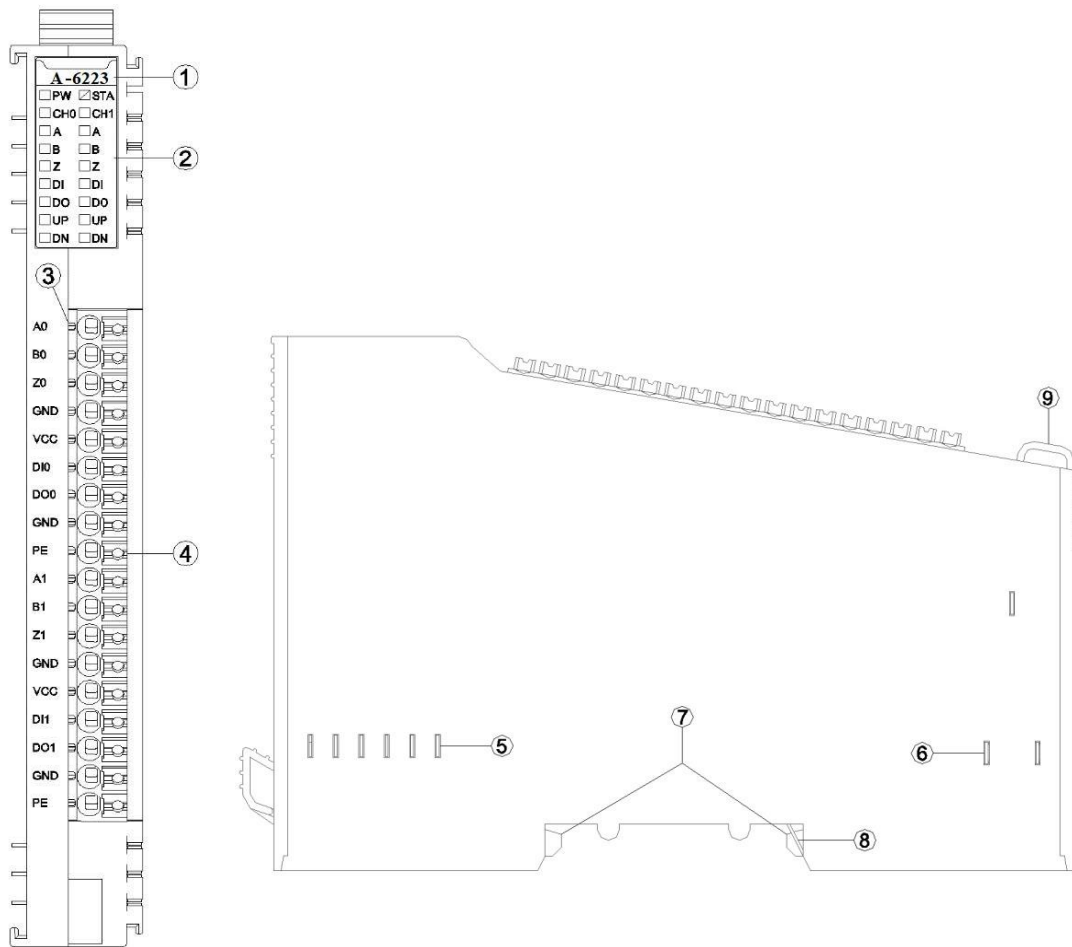 A-6223
①
PW STA
CH0 CH1
A A
B B
②
Z Z
DI DI
DO DO
UP UP
DN DN
③
A0
B0
Z0
GND
VCC
DI0
DO0
GND
PE
④
A1
B1
Z1
GND
VCC
DI1
DO1
GND
PE
⑨
⑦
⑤
⑥
⑧